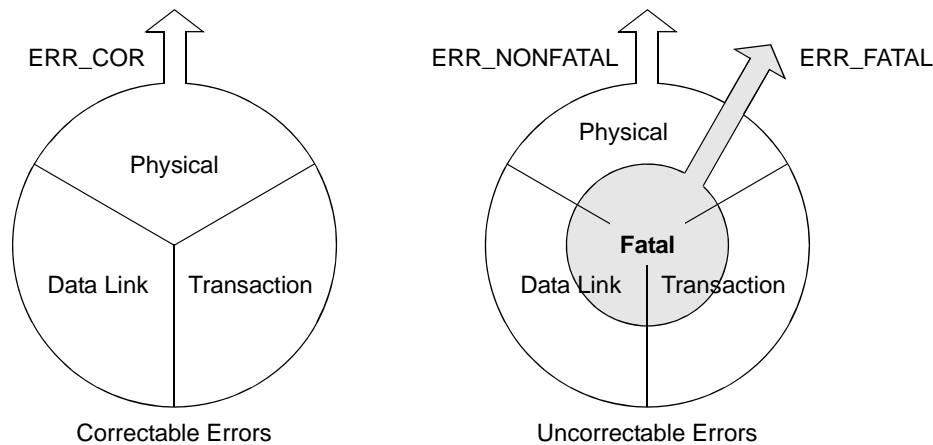 ERR_COR
ERR_NONFATAL
ERR_FATAL
Physical
Physical
Fatal
Data Link
Transaction
Data Link
Transaction
Correctable Errors
Uncorrectable Errors